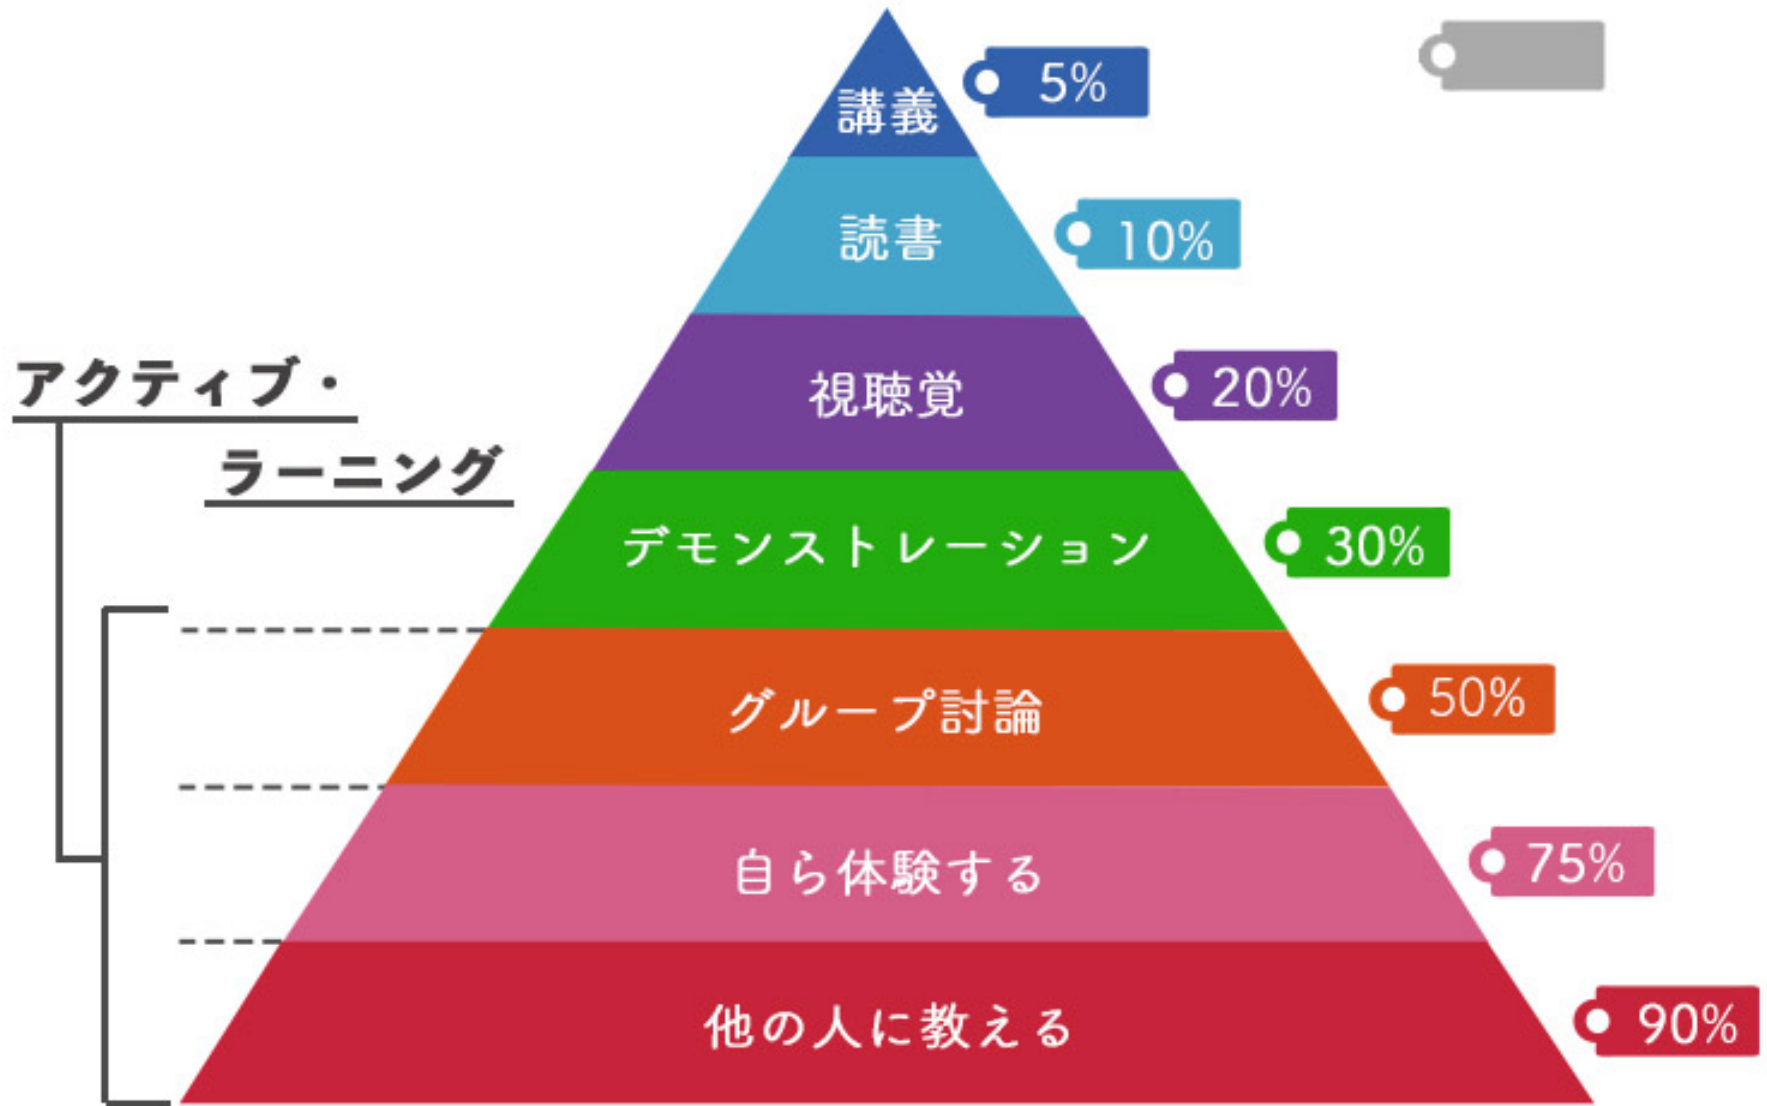 講義
5%
読書
10%
視聴覚
20%
アクティブ・
ラーニング
デモンストレーション
30%
グループ討論
50%
自ら体験する
75%
他の人に教える
90%